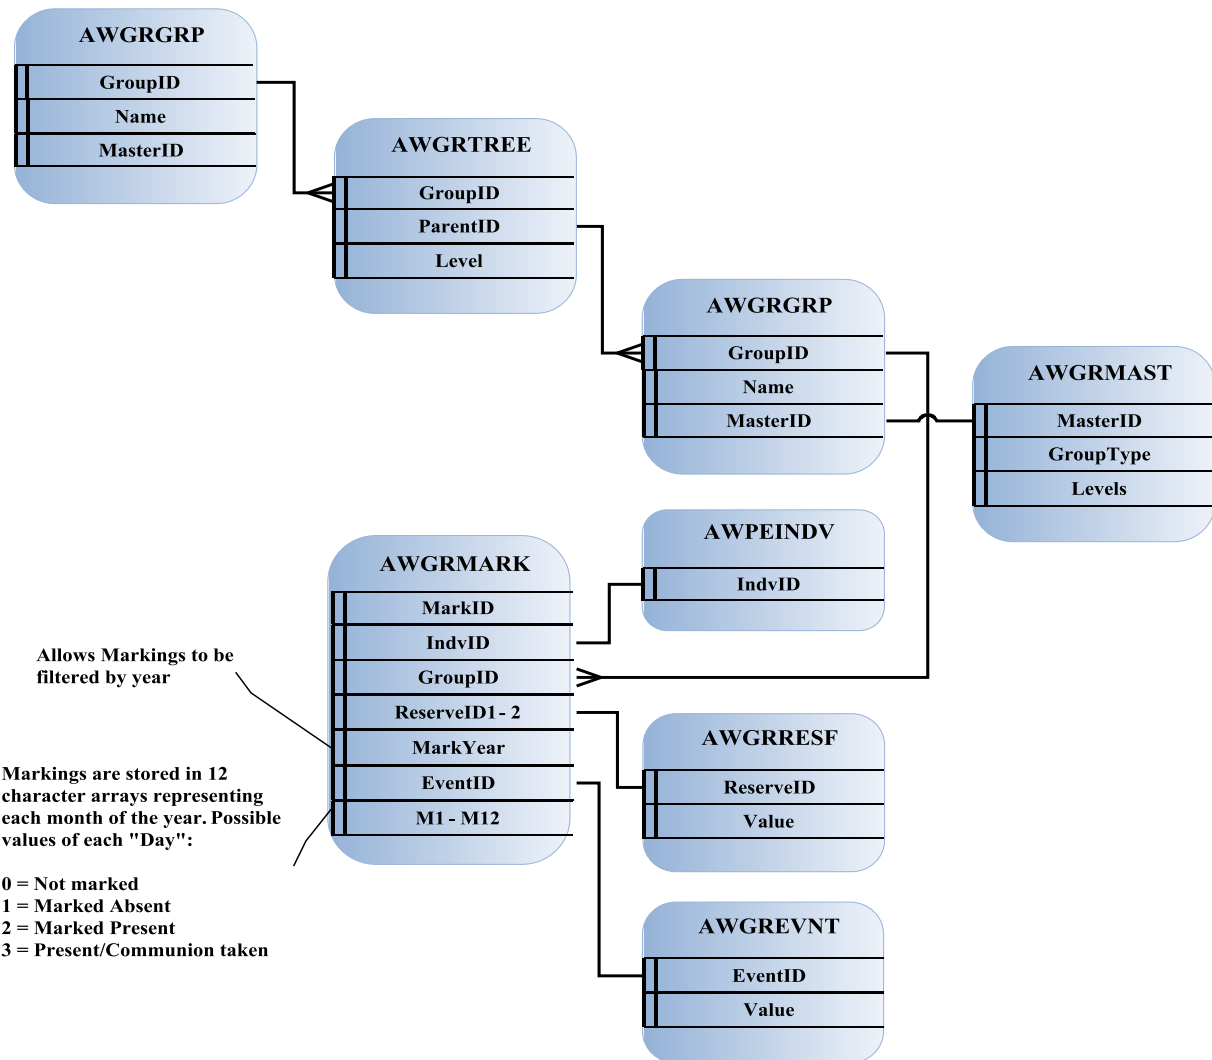 AWGRGRP
GroupID
Name
MasterID
AWGRTREE
GroupID
ParentID
Level
AWGRGRP
GroupID
Name
MasterID
AWGRMAST
MasterID
GroupType
Levels
AWPEINDV
IndvID
AWGRMARK
MarkID
IndvID
GroupID
ReserveID1 - 2
MarkYear
EventID
M1 - M12
Allows Markings to be
filtered by year
Markings are stored in 12
character arrays representing
each month of the year. Possible
values of each "Day":
0 = Not marked
1 = Marked Absent
2 = Marked Present
3 = Present/Communion taken
AWGRRESF
ReserveID
Value
AWGREVNT
EventID
Value